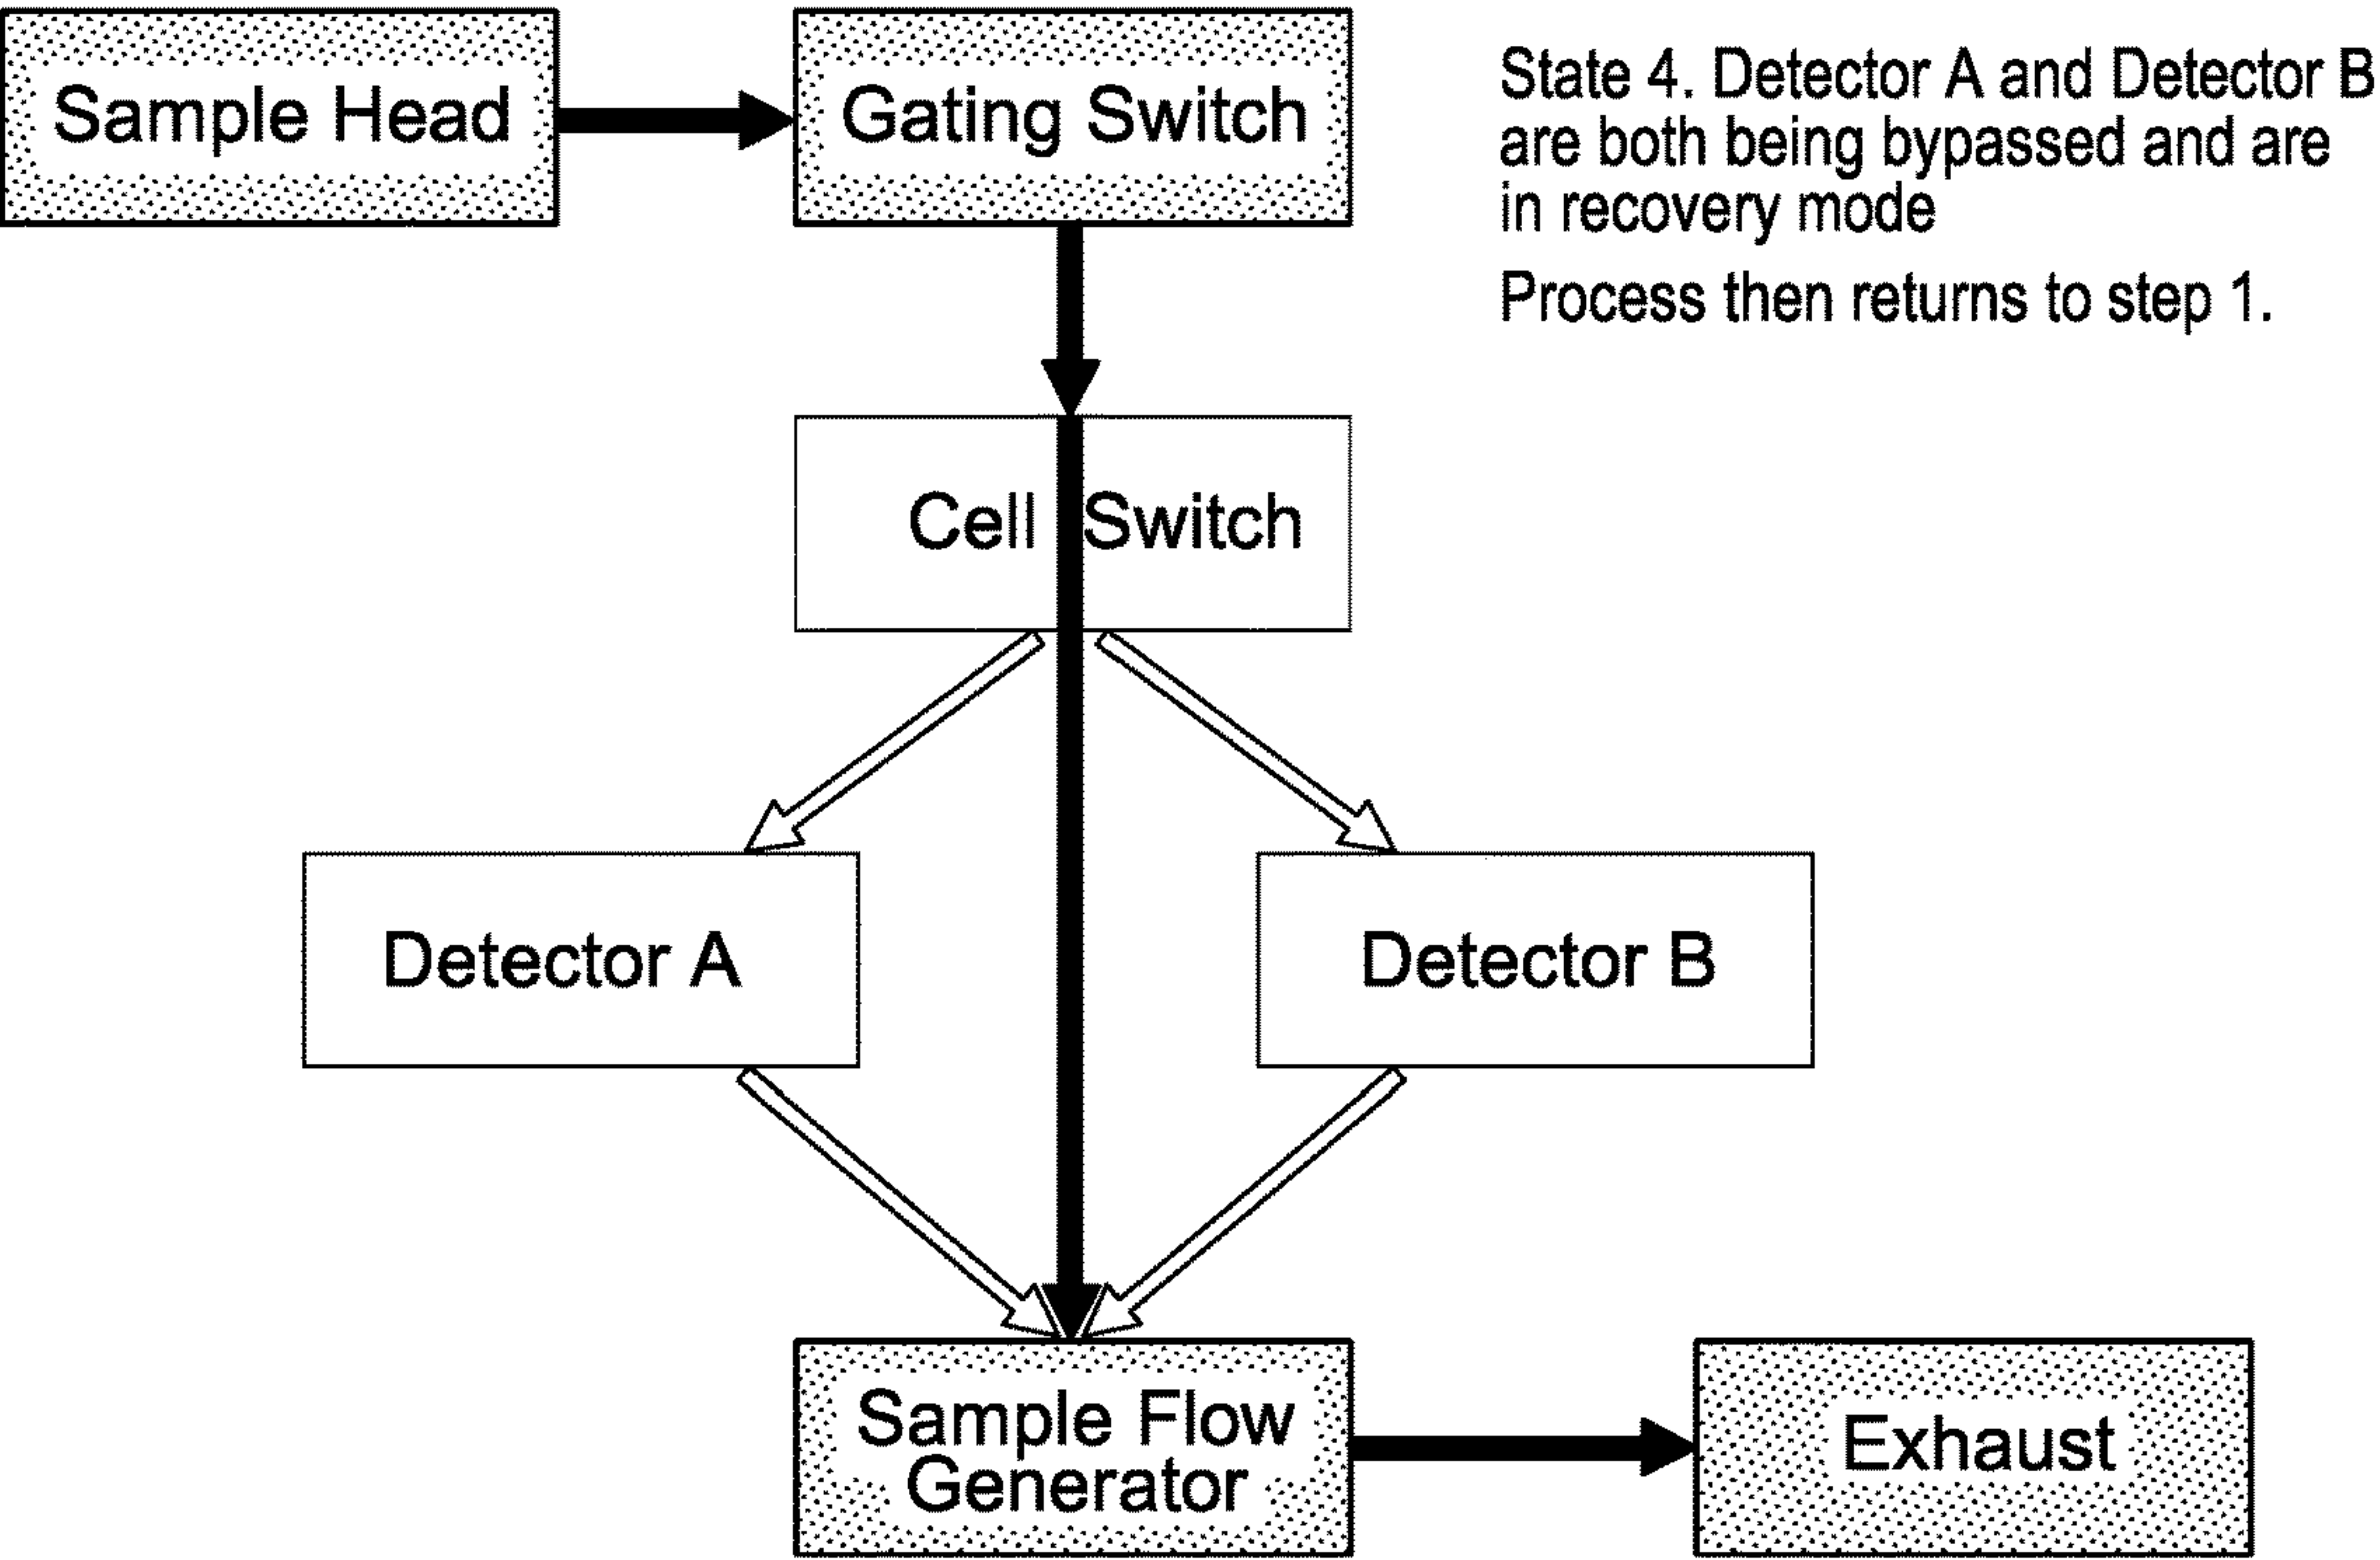 Sample Head
Gating Switch
State 4. Detector A and Detector B
are both being bypassed and are
in recovery mode
Process then returns to step 1.
Cell Switch
Detector A
Detector B
Sample Flow
Generator
Exhaust